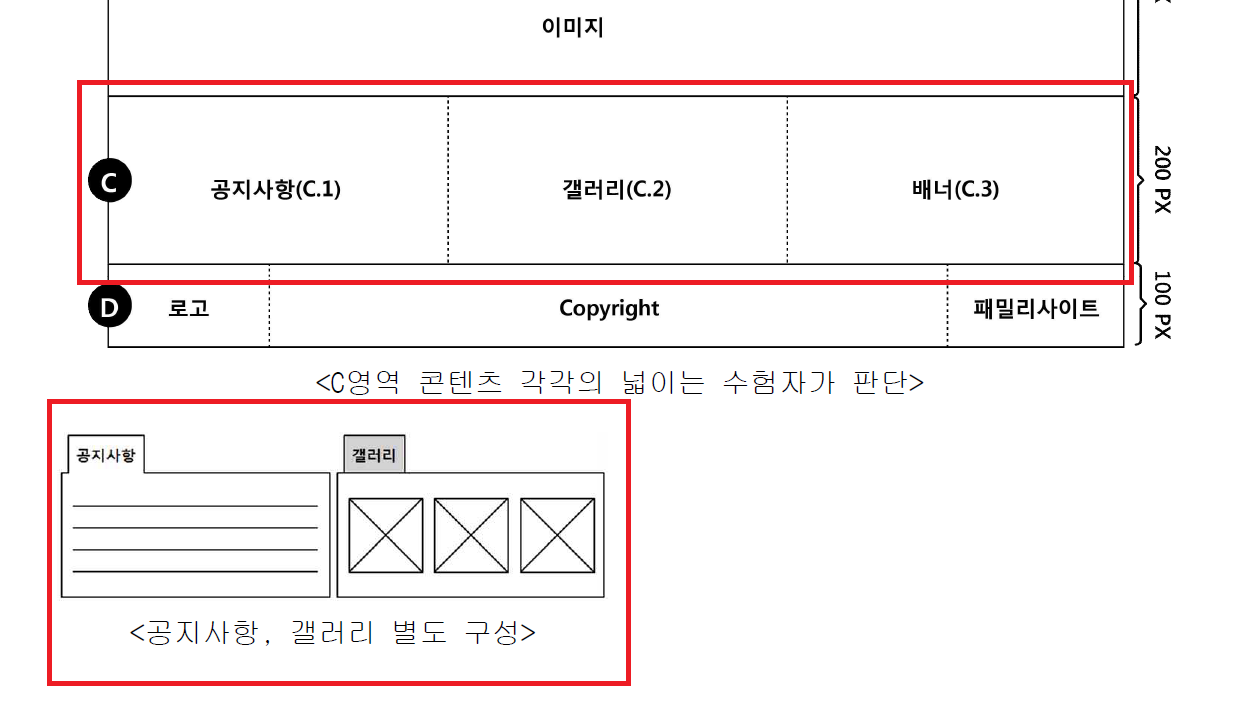 이미지
C
공지사항(C.1)
갤러리(C.2)
배너(C.3)
200 PX
D
로고
Copyright
패밀리사이트
100 PX
<C영역 콘텐츠 각각의 넓이는 수험자가 판단>
공지사항
갤러리
<공지사항, 갤러리 별도 구성>